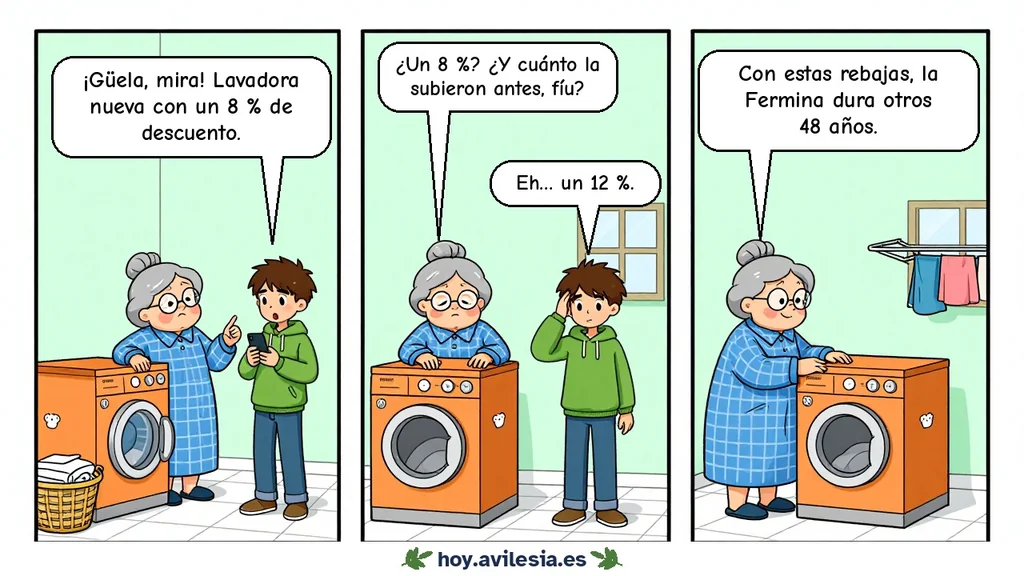 ¡Güela, mira! Lavadora
nueva con un 8 % de
descuento.
¿Un 8 %? ¿Y cuánto la
subieron antes, fíu?
Eh... un 12 %.
Con estas rebajas, la
Fermina dura otros
48 años.
hoy.avilesia.es